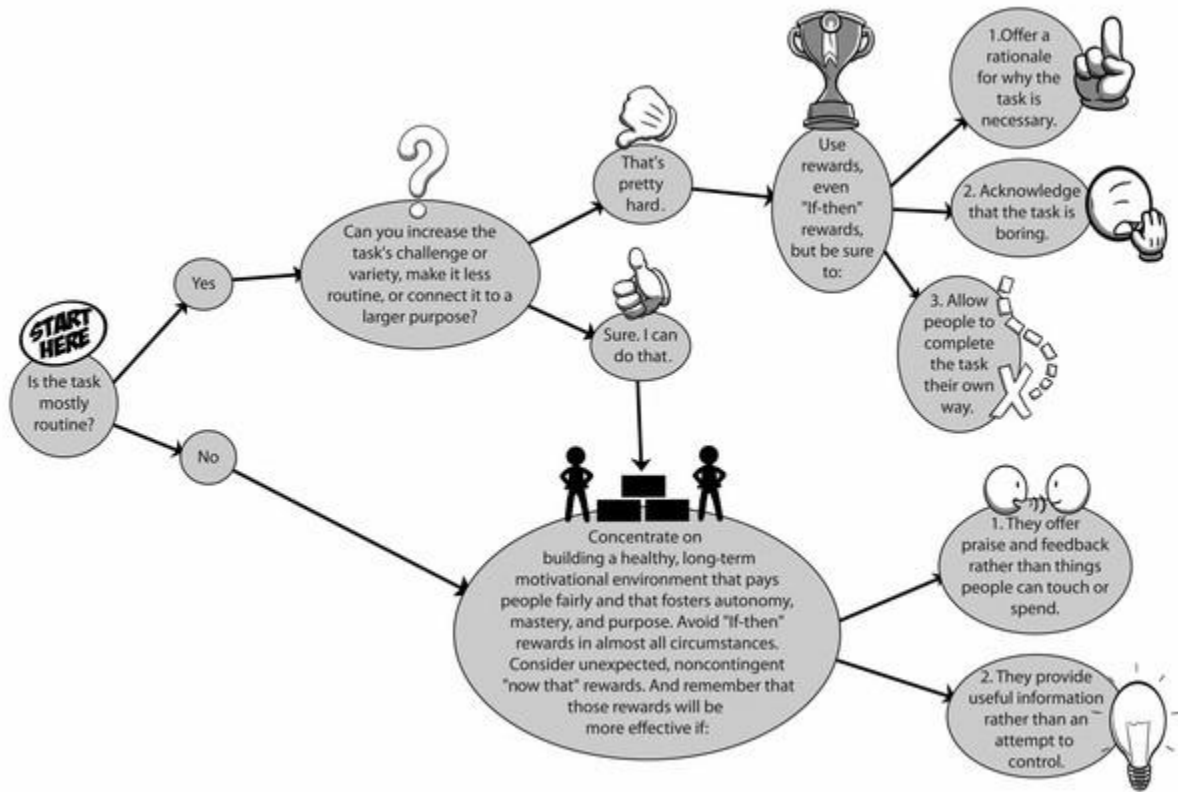 START
HERE
Is the task
mostly
routine?
Yes
No
Can you increase the
task's challenge or
variety, make it less
routine, or connect it to a
larger purpose?
That's
pretty
hard.
Sure. I can
do that.
Use
rewards,
even
"If-then"
rewards,
but be sure
to:
1.Offer a
rationale
for why the
task is
necessary.
2. Acknowledge
that the task is
boring.
3. Allow
people to
complete
the task
their own
way.
Concentrate on
building a healthy, long-term
motivational environment that pays
people fairly and that fosters autonomy,
mastery, and purpose. Avoid "If-then"
rewards in almost all circumstances.
Consider unexpected, noncontingent
"now that" rewards. And remember that
those rewards will be
more effective if:
1. They offer
praise and feedback
rather than things
people can touch or
spend.
2. They provide
useful information
rather than an
attempt to
control.